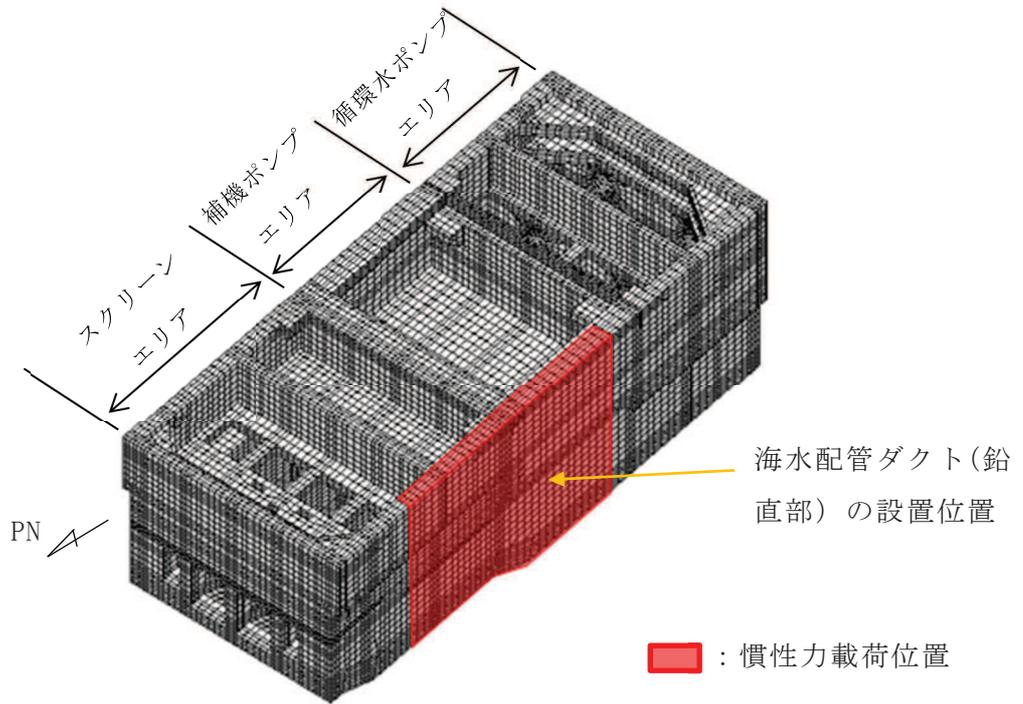 循環水ポンプ
エリア
補機ポンプ
エリア
スクリーン
エリア
海水配管ダクト(鉛
直部)の設置位置
PN
:慣性力載荷位置